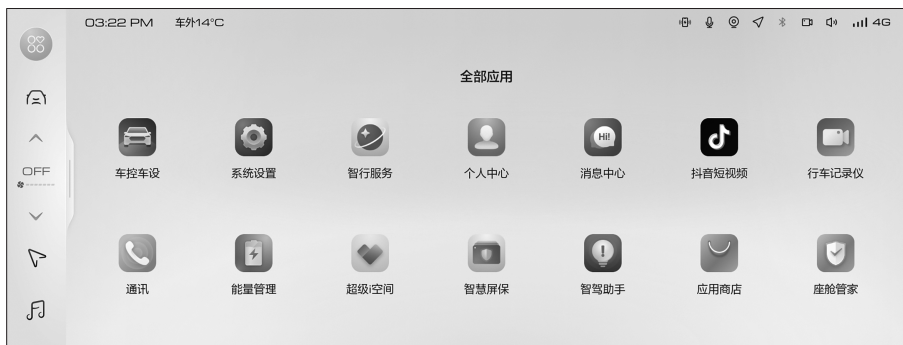 03:22 PM 车外14°C 4G
全部应用
OFF
Hi!
车控车设 系统设置 智行服务 个人中心 消息中心 抖音短视频 行车记录仪
通讯 能量管理 超级i空间 智慧屏保 智驾助手 应用商店 座舱管家